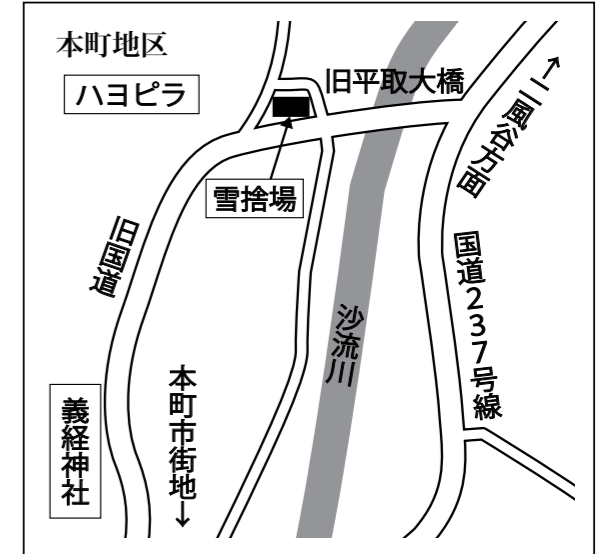 本町地区
ハヨピラ
旧平取大橋
↑二風谷方面
雪捨場
旧国道
国道237号線
沙流川
義経神社
本町市街地↓